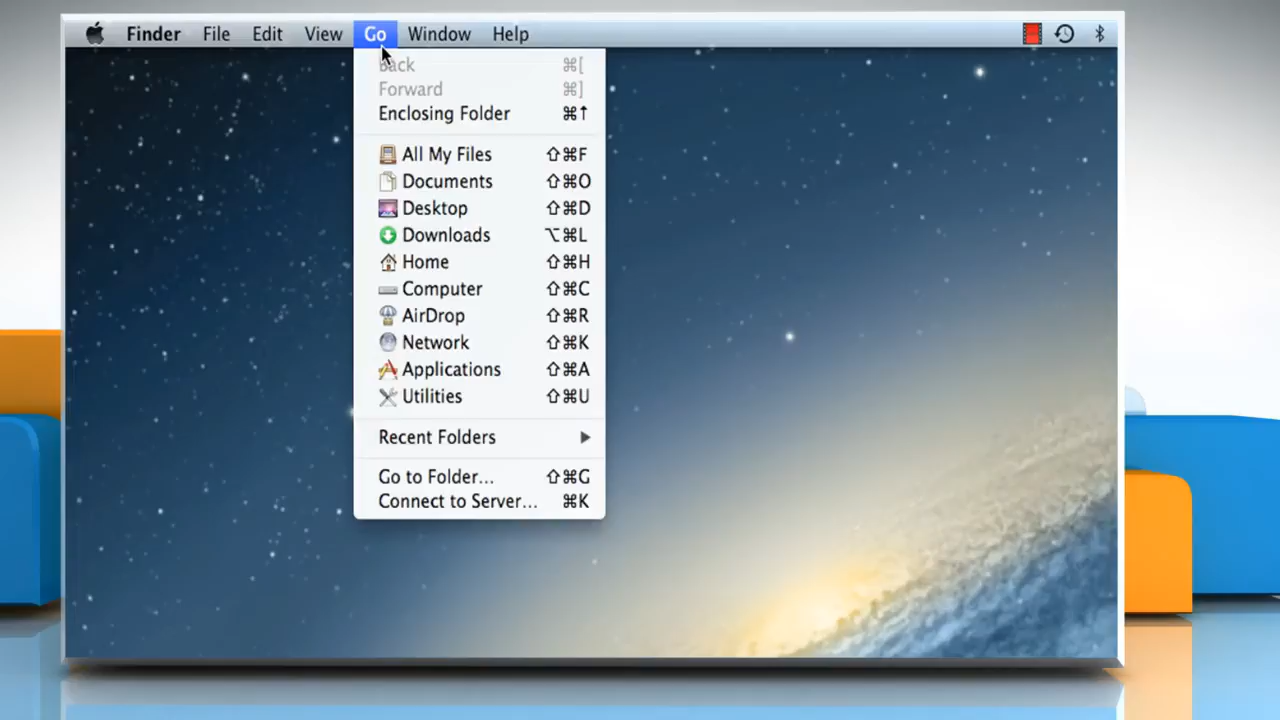 Finder File Edit View Go Window Help
Back ⌘[
Forward ⌘]
Enclosing Folder ⌘↑
All My Files ⇧⌘F
Documents ⇧⌘O
Desktop ⇧⌘D
Downloads ⌥⌘L
Home ⇧⌘H
Computer ⇧⌘C
AirDrop ⇧⌘R
Network ⇧⌘K
Applications ⇧⌘A
Utilities ⇧⌘U
Recent Folders
Go to Folder... ⇧⌘G
Connect to Server... ⌘K